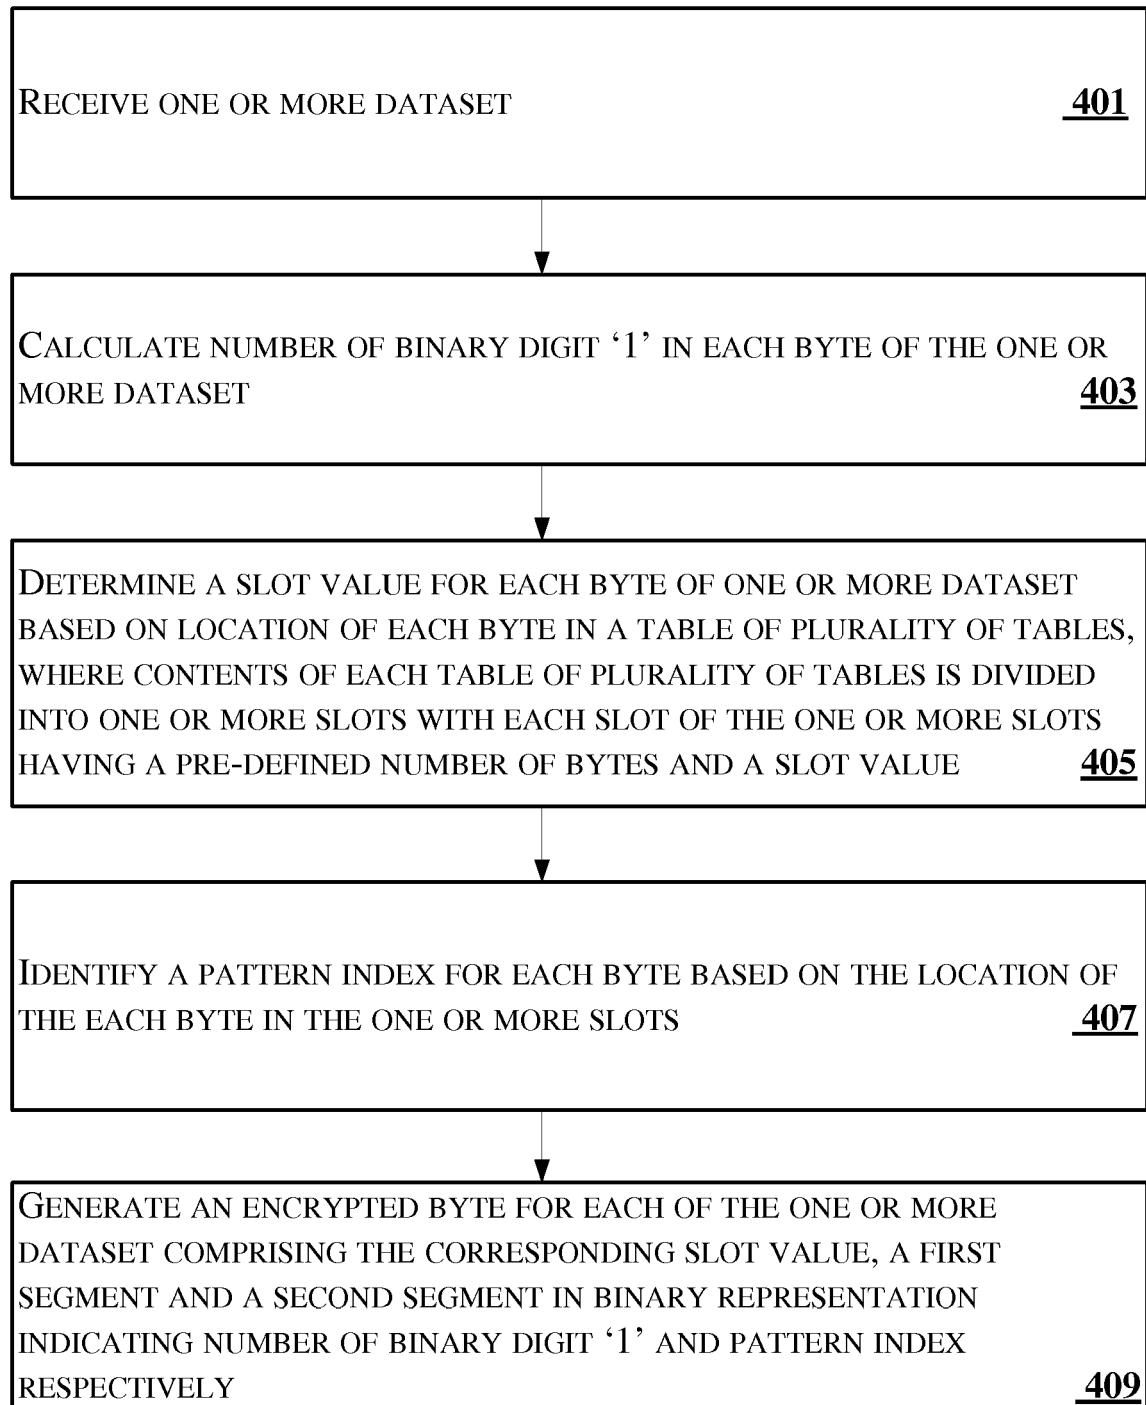 RECEIVE ONE OR MORE DATASET 401
CALCULATE NUMBER OF BINARY DIGIT ‘1’ IN EACH BYTE OF THE ONE OR
MORE DATASET 403
DETERMINE A SLOT VALUE FOR EACH BYTE OF ONE OR MORE DATASET
BASED ON LOCATION OF EACH BYTE IN A TABLE OF PLURALITY OF TABLES,
WHERE CONTENTS OF EACH TABLE OF PLURALITY OF TABLES IS DIVIDED
INTO ONE OR MORE SLOTS WITH EACH SLOT OF THE ONE OR MORE SLOTS
HAVING A PRE-DEFINED NUMBER OF BYTES AND A SLOT VALUE 405
IDENTIFY A PATTERN INDEX FOR EACH BYTE BASED ON THE LOCATION OF
THE EACH BYTE IN THE ONE OR MORE SLOTS 407
GENERATE AN ENCRYPTED BYTE FOR EACH OF THE ONE OR MORE
DATASET COMPRISING THE CORRESPONDING SLOT VALUE, A FIRST
SEGMENT AND A SECOND SEGMENT IN BINARY REPRESENTATION
INDICATING NUMBER OF BINARY DIGIT ‘1’ AND PATTERN INDEX
RESPECTIVELY 409